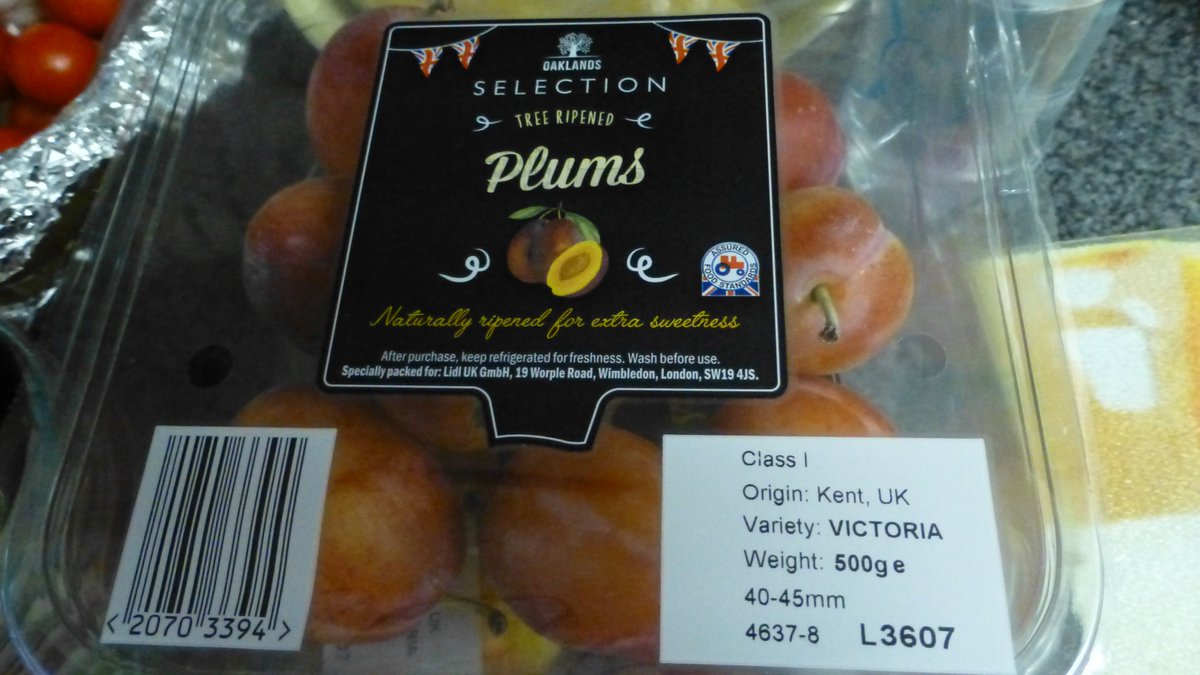 OAKLANDS
SELECTION
TREE RIPENED
Plums
ASSURED
FOOD STANDARDS
Naturally ripened for extra sweetness
After purchase, keep refrigerated for freshness. Wash before use.
Specially packed for: Lidl UK GmbH, 19 Worple Road, Wimbledon, London, SW19 4JS.
< 2070 3394 >
Class I
Origin: Kent, UK
Variety: VICTORIA
Weight: 500g e
40-45mm
4637-8 L3607